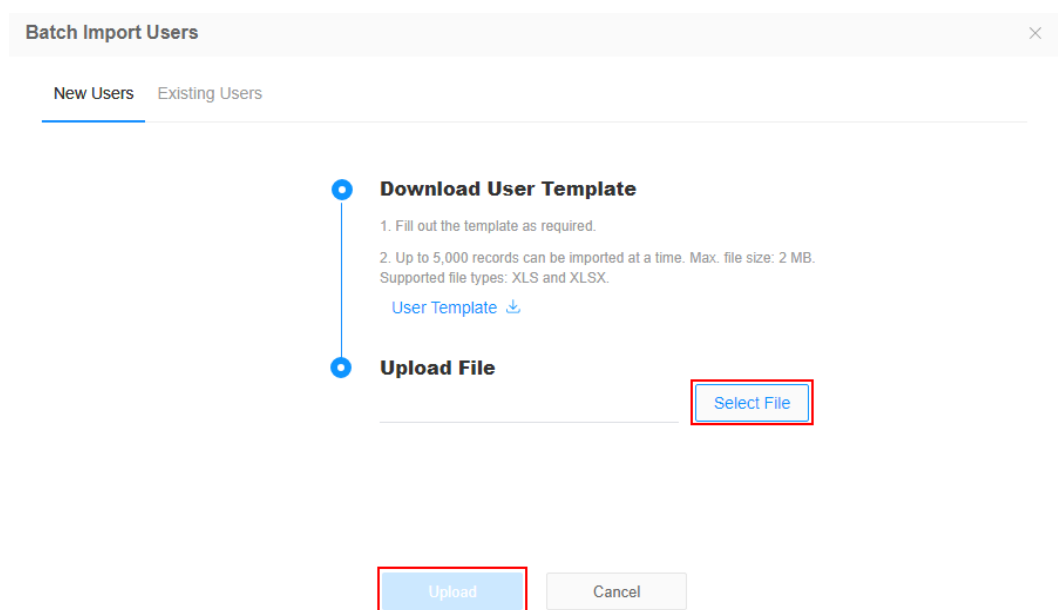 Batch Import Users
New Users Existing Users
Download User Template
1. Fill out the template as required.
2. Up to 5,000 records can be imported at a time. Max. file size: 2 MB.
Supported file types: XLS and XLSX.
User Template
Upload File
Select File
Upload Cancel